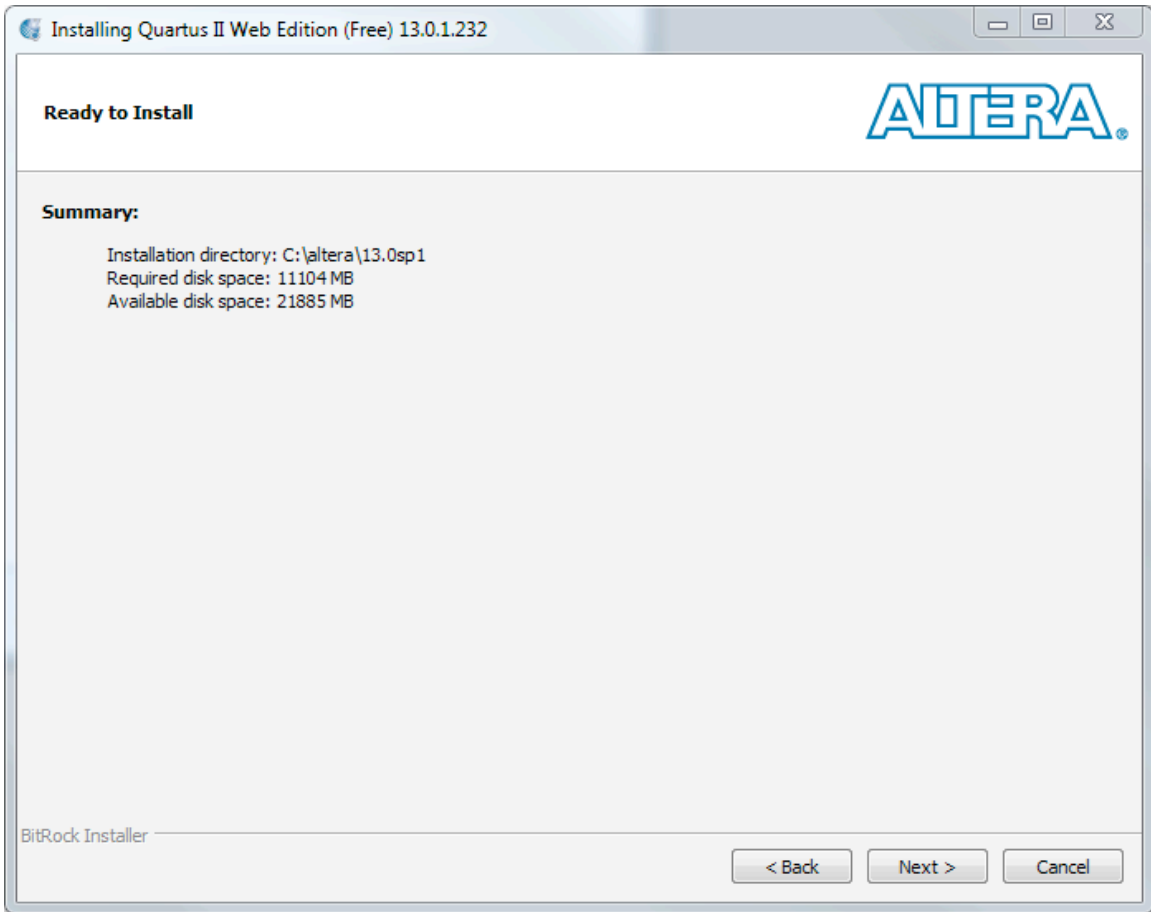 Installing Quartus II Web Edition (Free) 13.0.1.232
Ready to Install
ALTERA®
Summary:
Installation directory: C:\altera\13.0sp1
Required disk space: 11104 MB
Available disk space: 21885 MB
BitRock Installer
< Back
Next >
Cancel